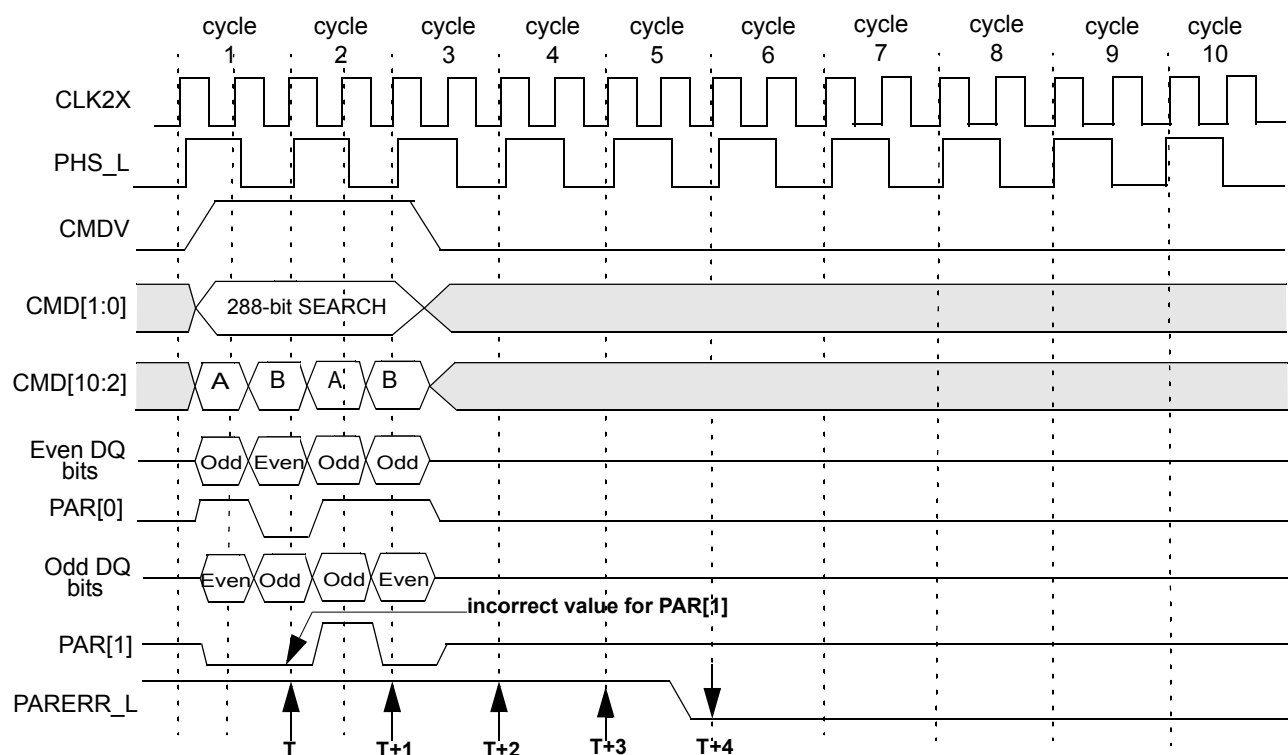 cycle 1 cycle 2 cycle 3 cycle 4 cycle 5 cycle 6 cycle 7 cycle 8 cycle 9 cycle 10
CLK2X
PHS_L
CMDV
CMD[1:0] 288-bit SEARCH
CMD[10:2] A B A B
Even DQ bits Odd Even Odd Odd
PAR[0]
Odd DQ bits Even Odd Odd Even
incorrect value for PAR[1]
PAR[1]
PARERR_L
T T+1 T+2 T+3 T+4